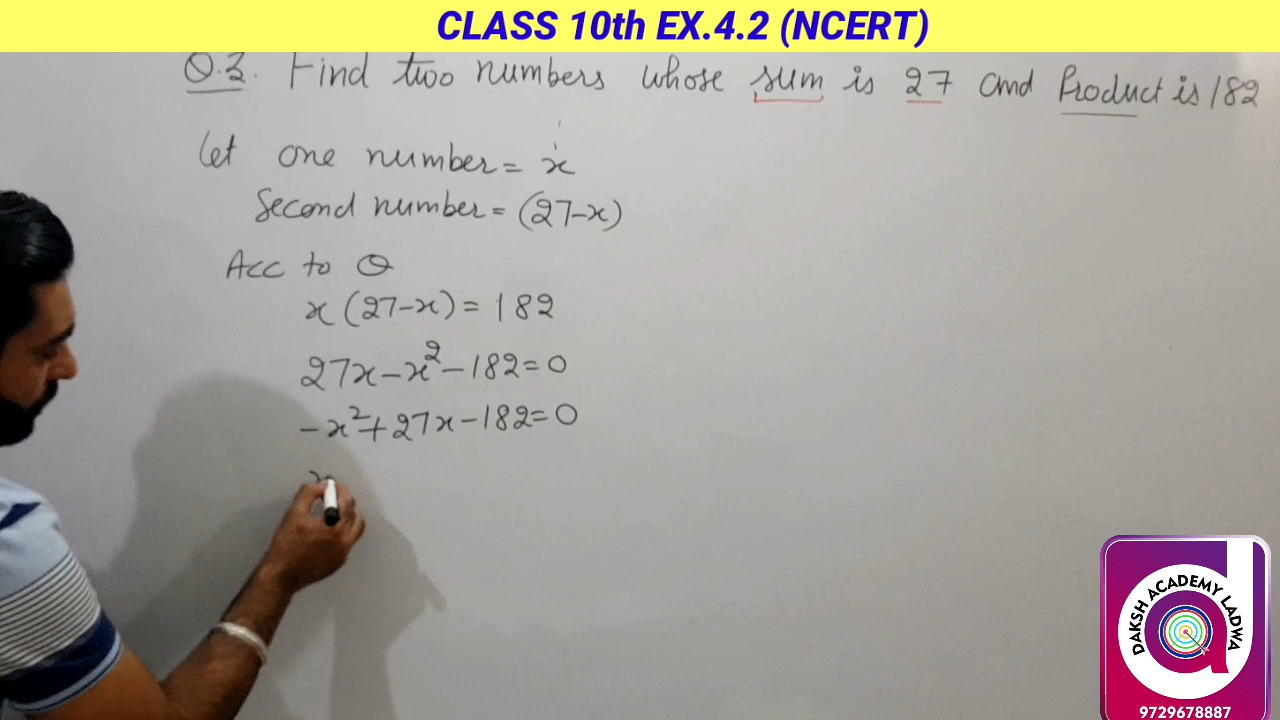 CLASS 10th EX.4.2 (NCERT)
Q.3. Find two numbers whose sum is 27 and Product is 182
Let one number = x
Second number = (27-x)
Acc to Q
x (27-x) = 182
27x - x² - 182 = 0
-x² + 27x - 182 = 0
x
DAKSH ACADEMY LADWA
9729678887